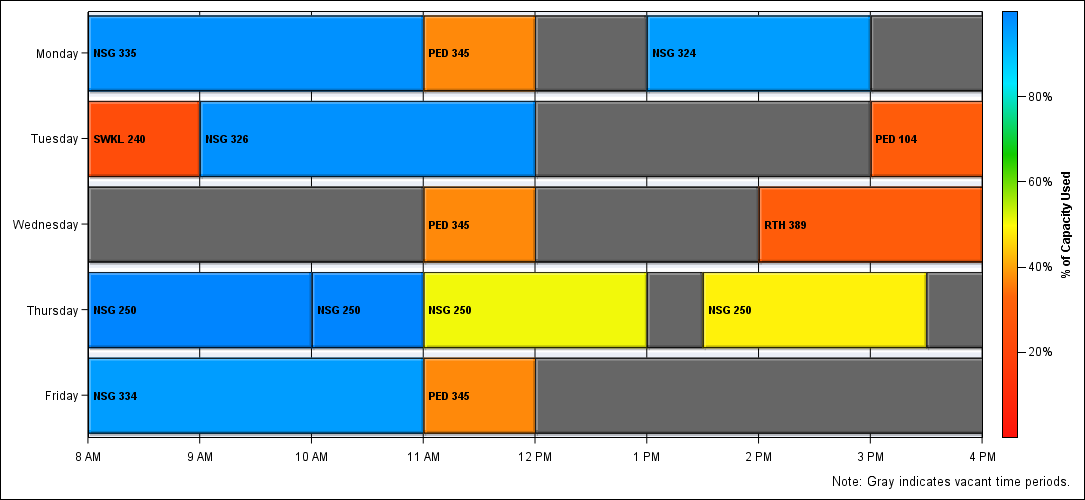 Monday
NSG 335
PED 345
NSG 324
Tuesday
SWKL 240
NSG 326
PED 104
Wednesday
PED 345
RTH 389
Thursday
NSG 250
NSG 250
NSG 250
NSG 250
Friday
NSG 334
PED 345
8 AM
9 AM
10 AM
11 AM
12 PM
1 PM
2 PM
3 PM
4 PM
80%
60%
40%
20%
% of Capacity Used
Note: Gray indicates vacant time periods.